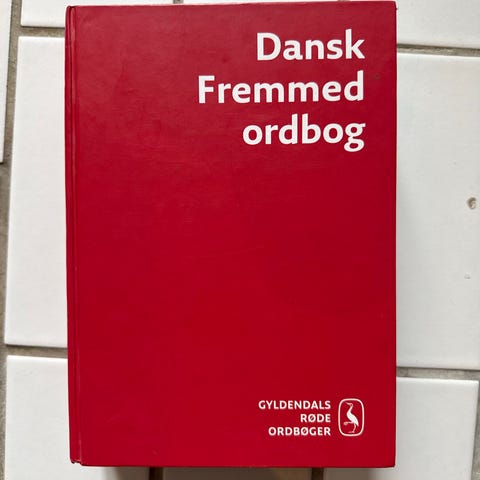 Dansk
Fremmed
ordbog
GYLDENDALS
RØDE
ORDBØGER